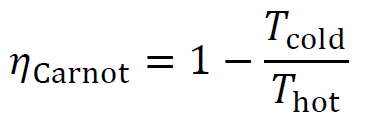 η_Carnot = 1 − T_cold / T_hot